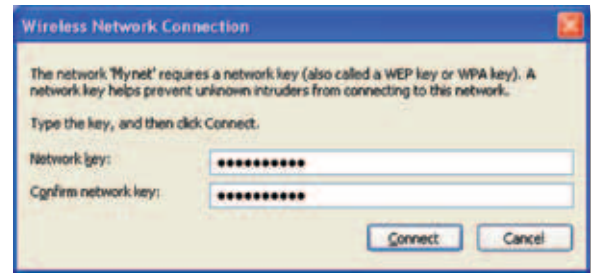 Wireless Network Connection
The network 'Mynet' requires a network key (also called a WEP key or WPA key). A
network key helps prevent unknown intruders from connecting to this network.
Type the key, and then click Connect.
Network key: ••••••••••
Confirm network key: ••••••••••
Connect Cancel